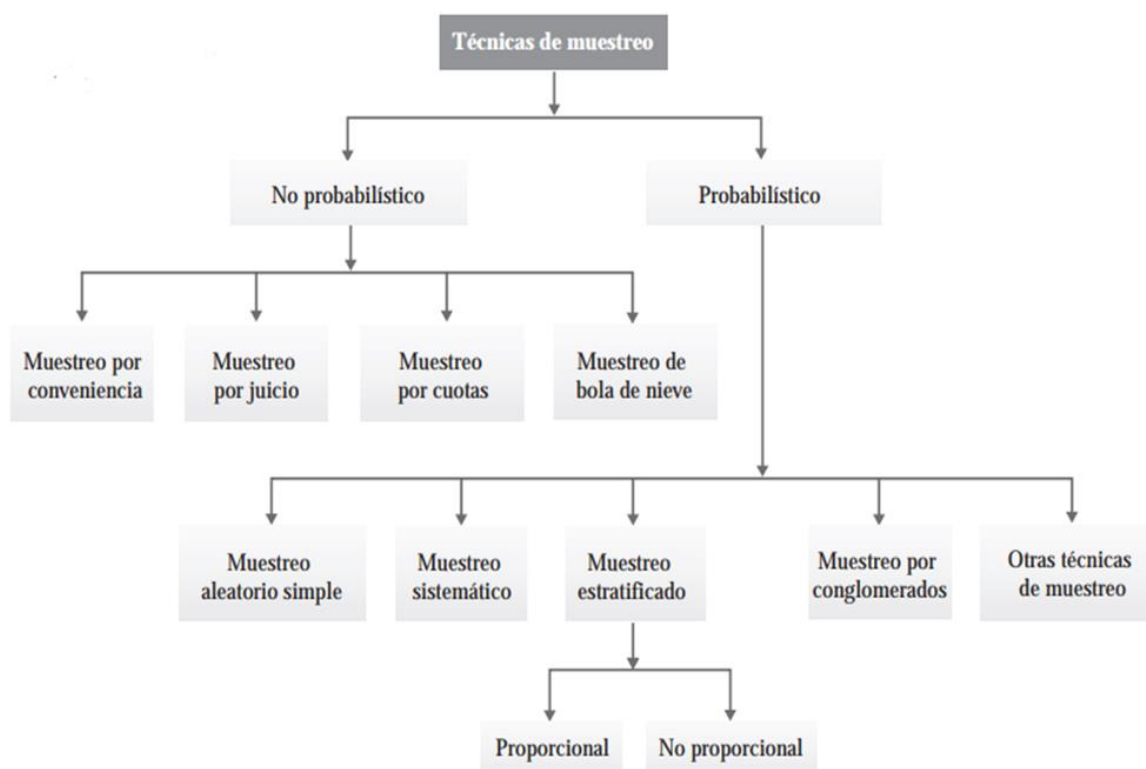 Técnicas de muestreo
No probabilístico
Probabilístico
Muestreo por
conveniencia
Muestreo
por juicio
Muestreo
por cuotas
Muestreo de
bola de nieve
Muestreo
aleatorio simple
Muestreo
sistemático
Muestreo
estratificado
Muestreo por
conglomerados
Otras técnicas
de muestreo
Proporcional
No proporcional